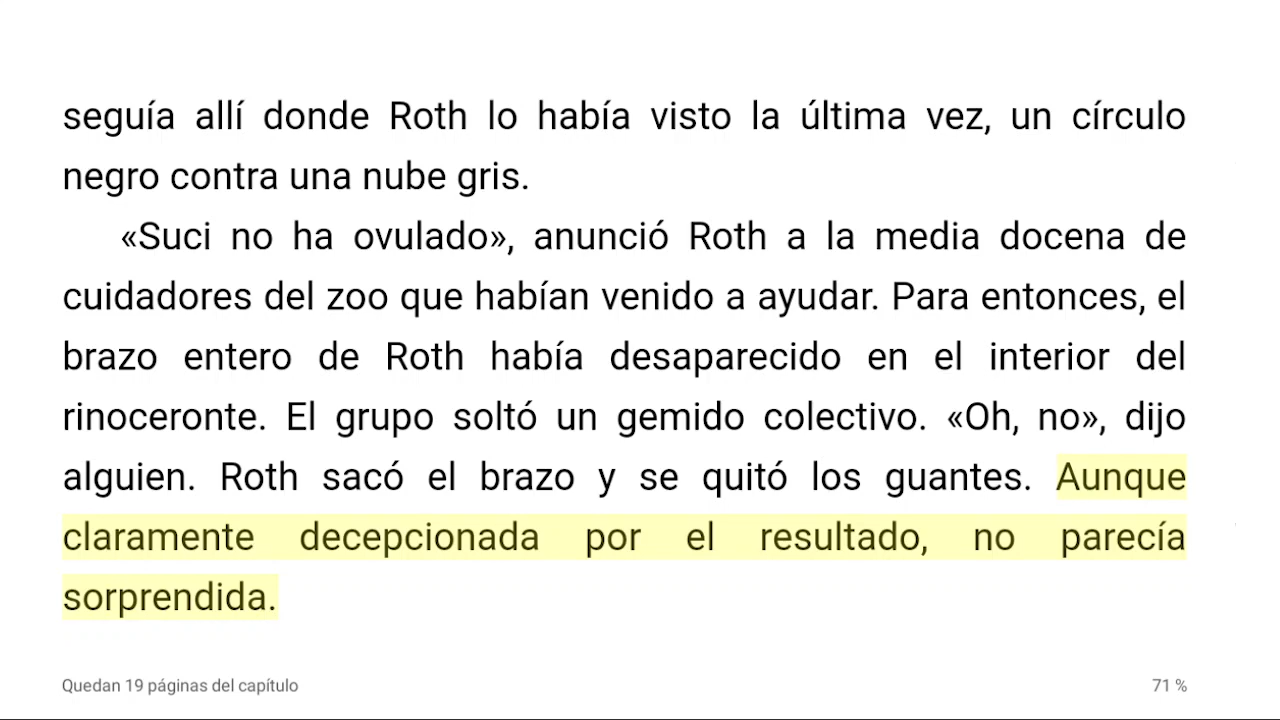 seguía allí donde Roth lo había visto la última vez, un círculo
negro contra una nube gris.
«Suci no ha ovulado», anunció Roth a la media docena de
cuidadores del zoo que habían venido a ayudar. Para entonces, el
brazo entero de Roth había desaparecido en el interior del
rinoceronte. El grupo soltó un gemido colectivo. «Oh, no», dijo
alguien. Roth sacó el brazo y se quitó los guantes. Aunque
claramente decepcionada por el resultado, no parecía
sorprendida.
Quedan 19 páginas del capítulo 71 %